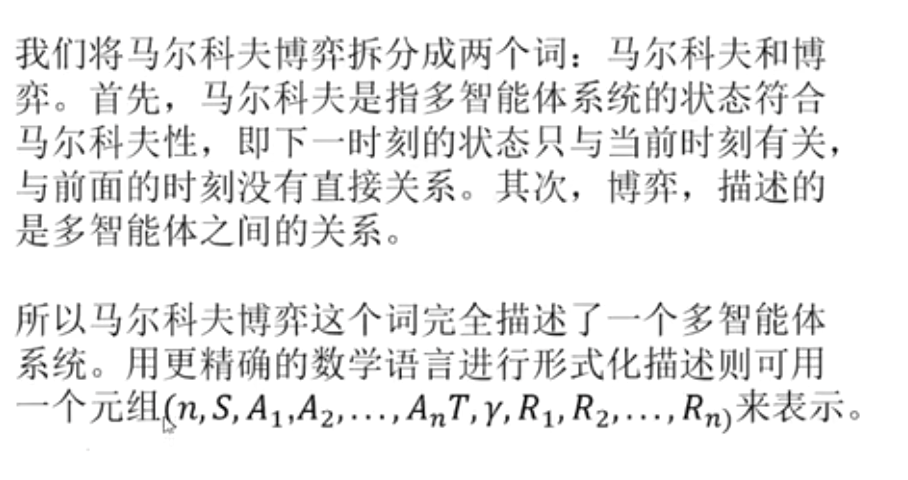 我们将马尔科夫博弈拆分成两个词：马尔科夫和博
弈。首先，马尔科夫是指多智能体系统的状态符合
马尔科夫性，即下一时刻的状态只与当前时刻有关，
与前面的时刻没有直接关系。其次，博弈，描述的
是多智能体之间的关系。
所以马尔科夫博弈这个词完全描述了一个多智能体
系统。用更精确的数学语言进行形式化描述则可用
一个元组(n, S, A₁,A₂, . . . , AₙT, γ, R₁, R₂, . . . , Rₙ)来表示。